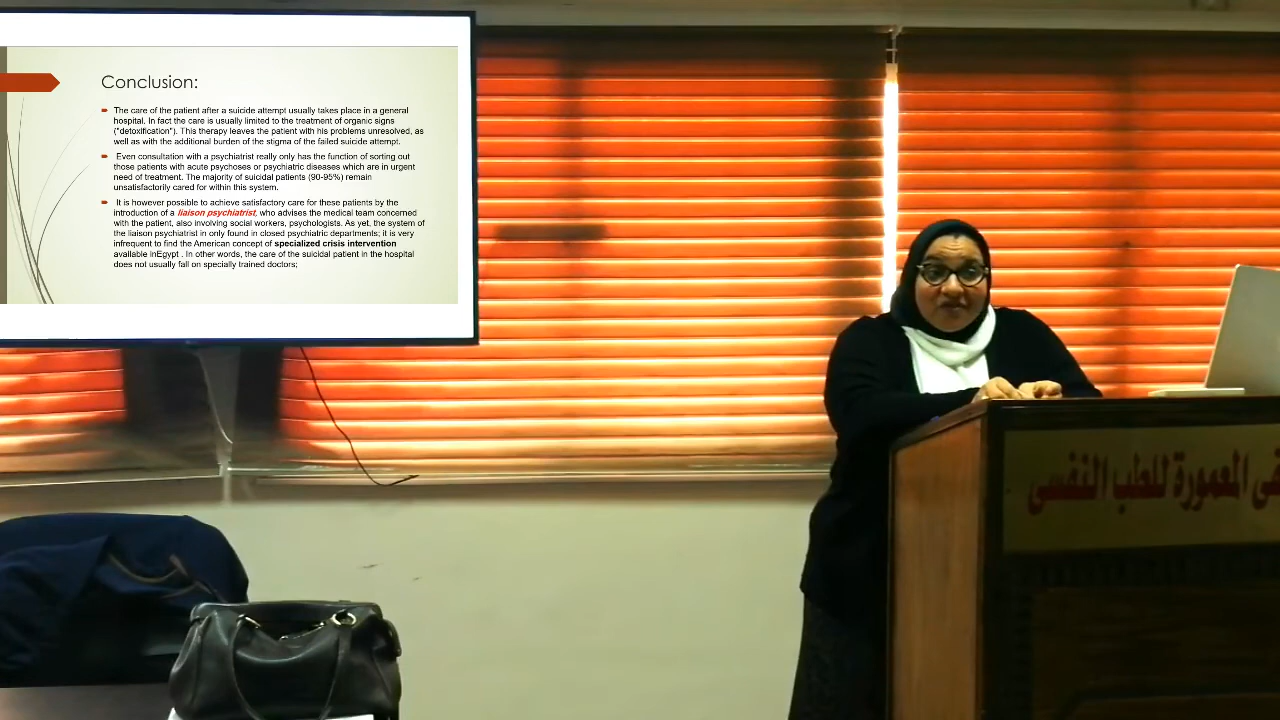 Conclusion:
The care of the patient after a suicide attempt usually takes place in a general
hospital. In fact the care is usually limited to the treatment of organic signs
("detoxification"). This therapy leaves the patient with his problems unresolved, as
well as with the additional burden of the stigma of the failed suicide attempt.
Even consultation with a psychiatrist really only has the function of sorting out
those patients with acute psychoses or psychiatric diseases which are in urgent
need of treatment. The majority of suicidal patients (90-95%) remain
unsatisfactorily cared for within this system.
It is however possible to achieve satisfactory care for these patients by the
introduction of a liaison psychiatrist, who advises the medical team concerned
with the patient, also involving social workers, psychologists. As yet, the system of
the liaison psychiatrist in only found in closed psychiatric departments; it is very
infrequent to find the American concept of specialized crisis intervention
available inEgypt . In other words, the care of the suicidal patient in the hospital
does not usually fall on specially trained doctors;
المعمورة للطب النفسى